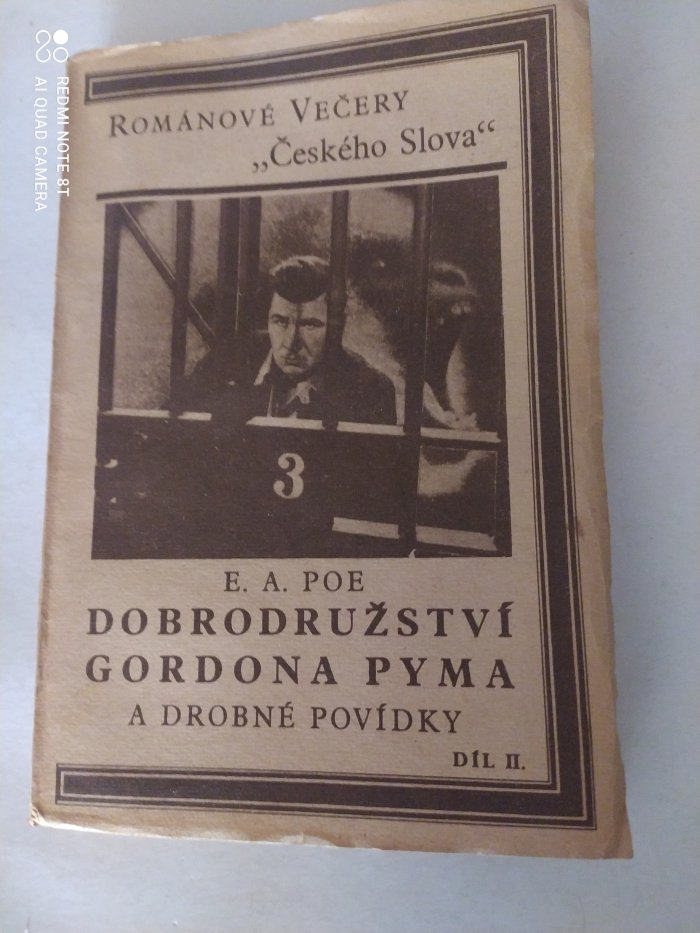 REDMI NOTE 8T
AI QUAD CAMERA
ROMÁNOVÉ VEČERY
„Českého Slova“
3
E. A. POE
DOBRODRUŽSTVÍ
GORDONA PYMA
A DROBNÉ POVÍDKY
DÍL II.